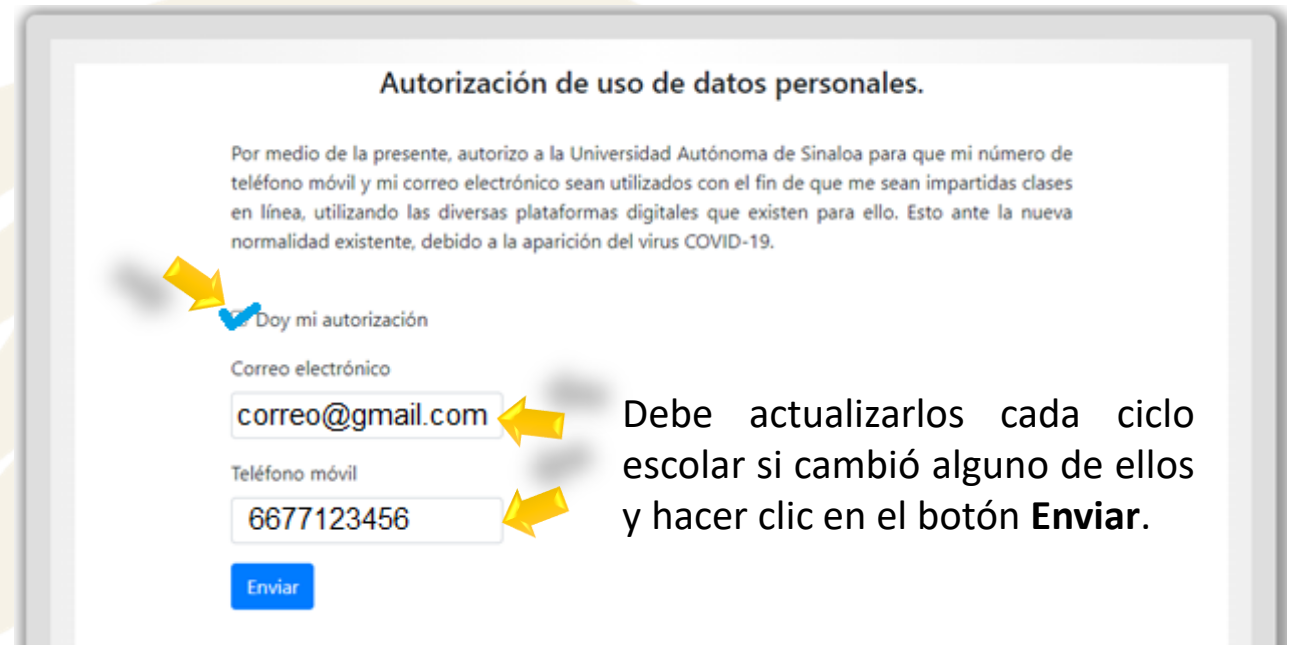 Autorización de uso de datos personales.
Por medio de la presente, autorizo a la Universidad Autónoma de Sinaloa para que mi número de
teléfono móvil y mi correo electrónico sean utilizados con el fin de que me sean impartidas clases
en línea, utilizando las diversas plataformas digitales que existen para ello. Esto ante la nueva
normalidad existente, debido a la aparición del virus COVID-19.
Doy mi autorización
Correo electrónico
correo@gmail.com
Teléfono móvil
6677123456
Enviar
Debe actualizarlos cada ciclo
escolar si cambió alguno de ellos
y hacer clic en el botón Enviar.